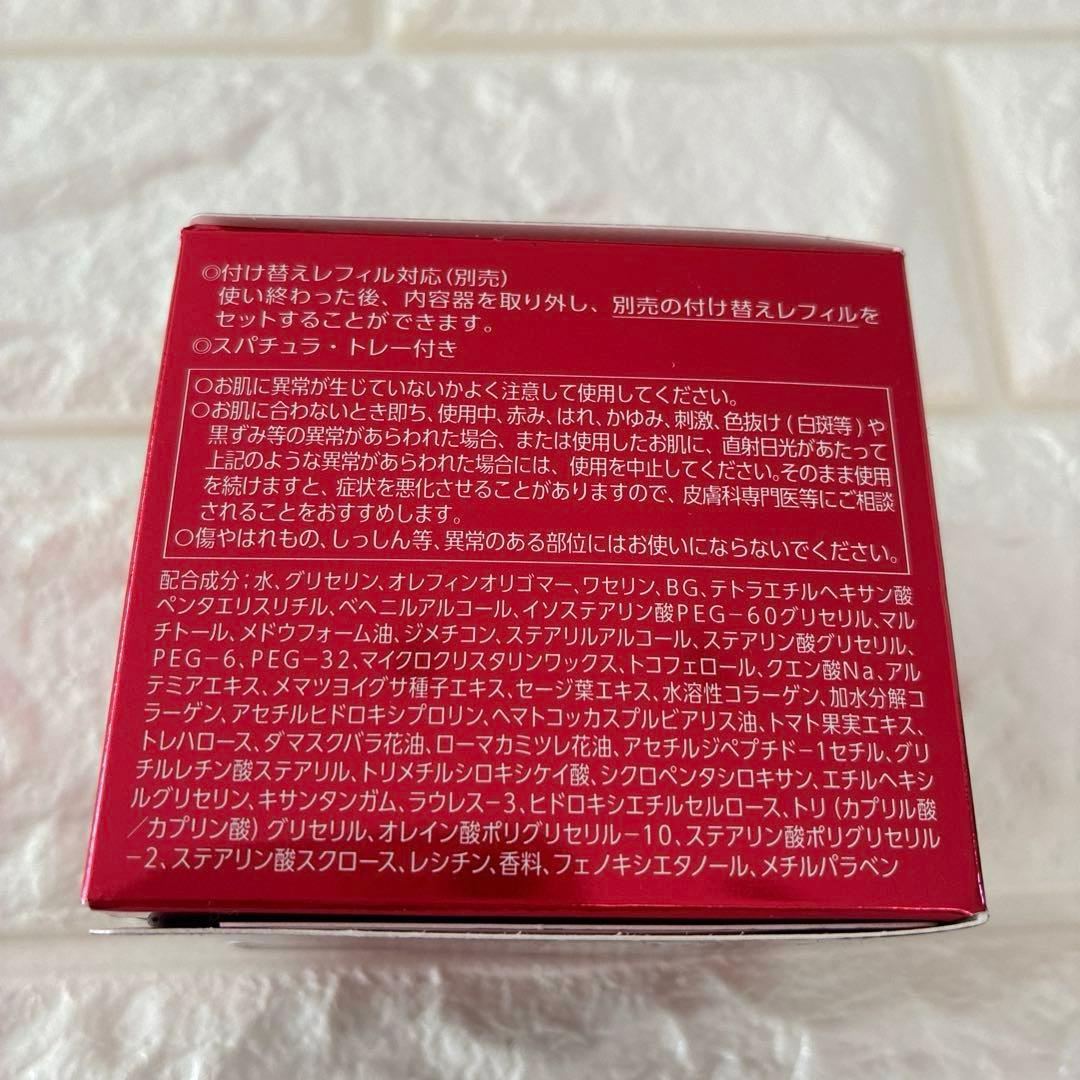 ◎付け替えレフィル対応(別売)
使い終わった後、内容器を取り外し、別売の付け替えレフィルを
セットすることができます。
◎スパチュラ・トレー付き
○お肌に異常が生じていないかよく注意して使用してください。
○お肌に合わないとき即ち、使用中、赤み、はれ、かゆみ、刺激、色抜け(白斑等)や
黒ずみ等の異常があらわれた場合、または使用したお肌に、直射日光があたって
上記のような異常があらわれた場合には、使用を中止してください。そのまま使用
を続けますと、症状を悪化させることがありますので、皮膚科専門医等にご相談
されることをおすすめします。
○傷やはれもの、しっしん等、異常のある部位にはお使いにならないでください。
配合成分:水、グリセリン、オレフィンオリゴマー、ワセリン、BG、テトラエチルヘキサン酸
ペンタエリスリチル、ベヘニルアルコール、イソステアリン酸PEG-60グリセリル、マル
チトール、メドウフォーム油、ジメチコン、ステアリルアルコール、ステアリン酸グリセリル、
PEG-6、PEG-32、マイクロクリスタリンワックス、トコフェロール、クエン酸Na、アル
テミアエキス、メマツヨイグサ種子エキス、セージ葉エキス、水溶性コラーゲン、加水分解コ
ラーゲン、アセチルヒドロキシプロリン、ヘマトコッカスプルビアリス油、トマト果実エキス、
トレハロース、ダマスクバラ花油、ローマカミツレ花油、アセチルジペプチド-1セチル、グリ
チルレチン酸ステアリル、トリメチルシロキシケイ酸、シクロペンタシロキサン、エチルヘキシ
ルグリセリン、キサンタンガム、ラウレス-3、ヒドロキシエチルセルロース、トリ(カプリル酸
/カプリン酸)グリセリル、オレイン酸ポリグリセリル-10、ステアリン酸ポリグリセリル
-2、ステアリン酸スクロース、レシチン、香料、フェノキシエタノール、メチルパラベン